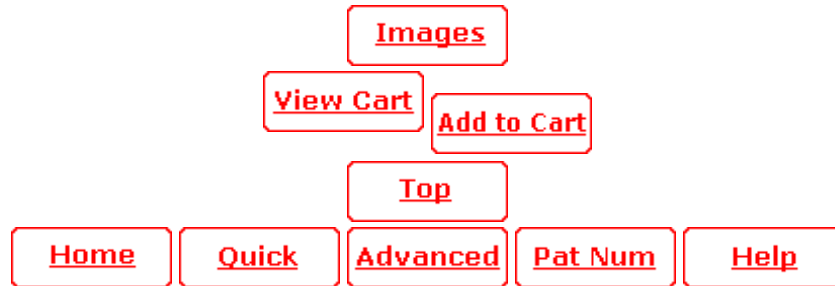 Images
View Cart
Add to Cart
Top
Home Quick Advanced Pat Num Help